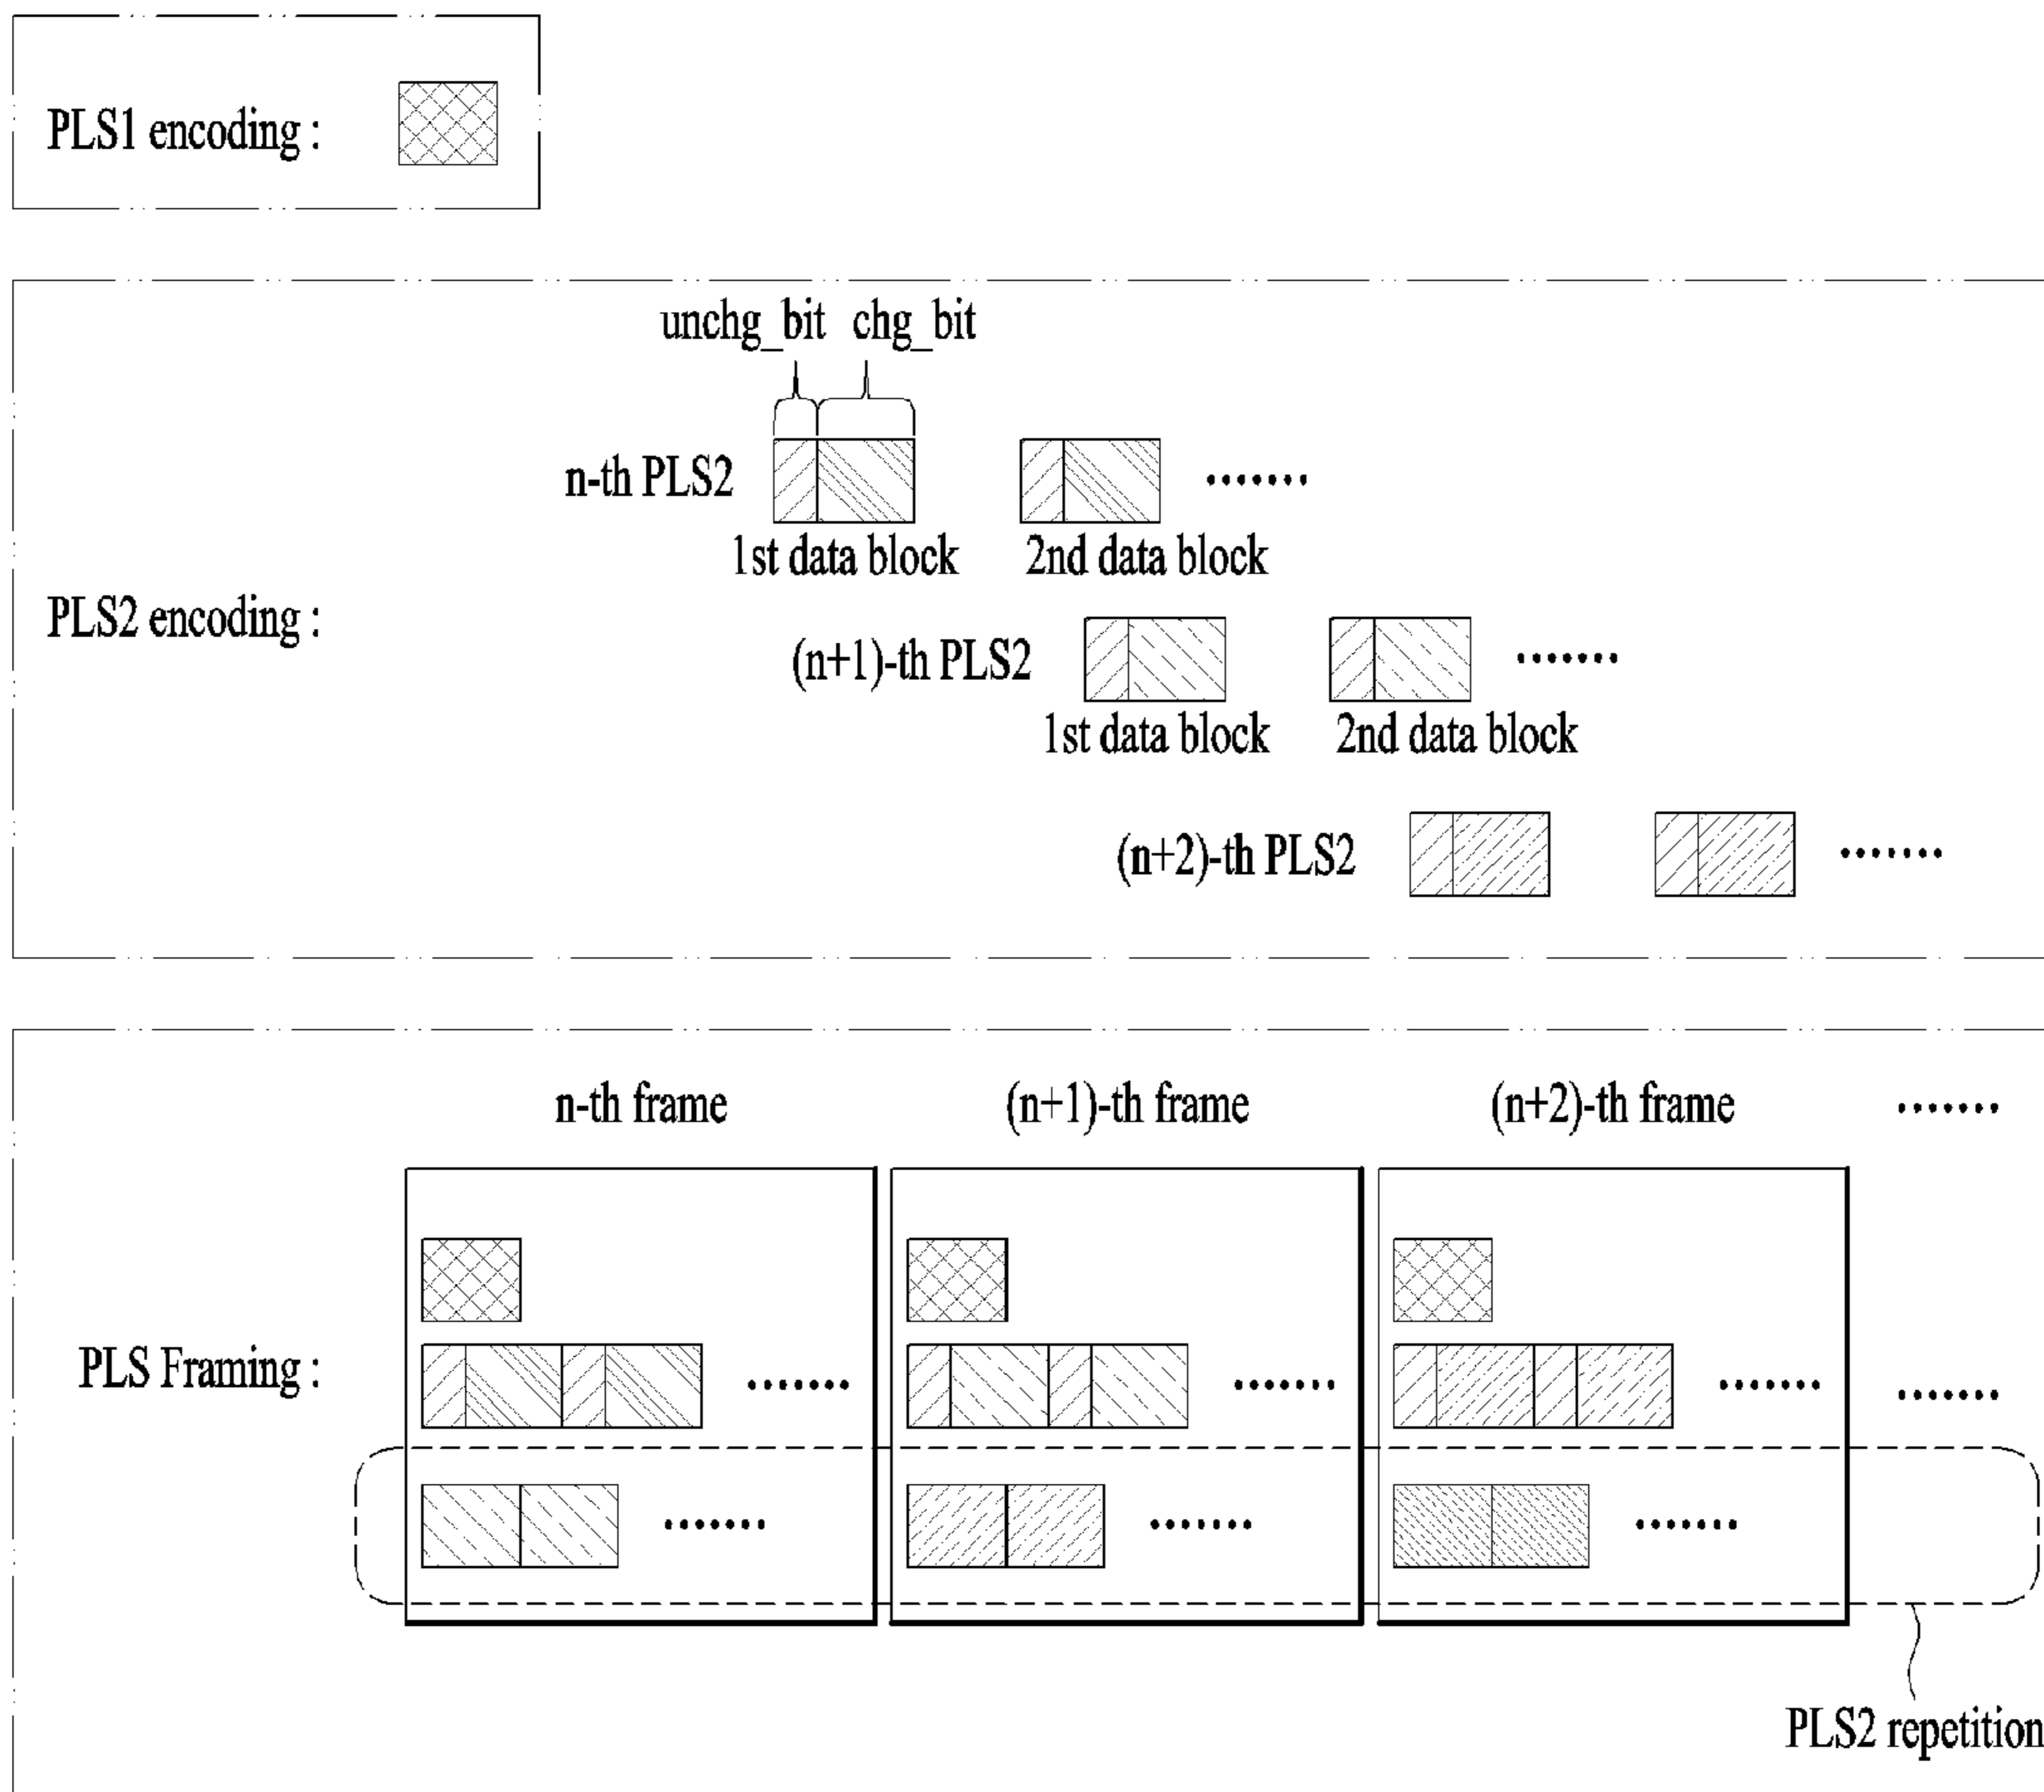 PLS1 encoding :
unchg_bit chg_bit
n-th PLS2 .......
1st data block 2nd data block
PLS2 encoding :
(n+1)-th PLS2 .......
1st data block 2nd data block
(n+2)-th PLS2 .......
n-th frame (n+1)-th frame (n+2)-th frame .......
PLS Framing : ....... ....... ....... .......
....... ....... .......
PLS2 repetition